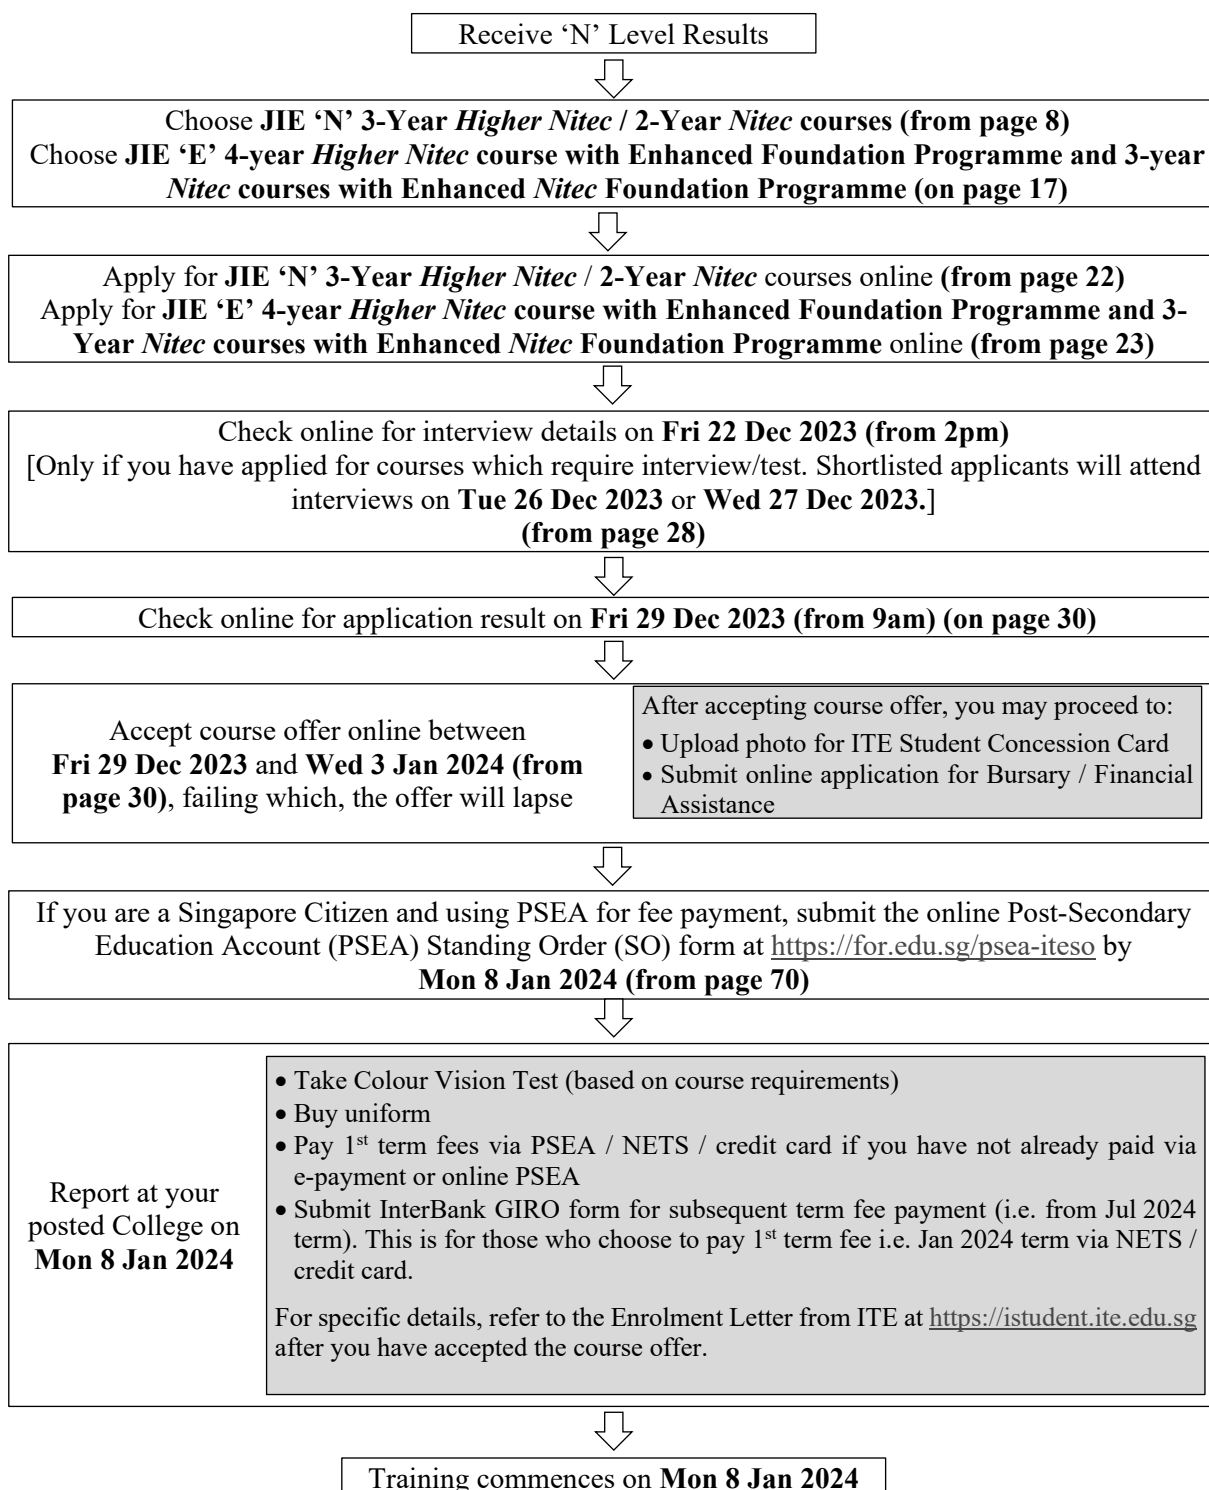 Receive ‘N’ Level Results
Choose JIE ‘N’ 3-Year Higher Nitec / 2-Year Nitec courses (from page 8)
Choose JIE ‘E’ 4-year Higher Nitec course with Enhanced Foundation Programme and 3-year
Nitec courses with Enhanced Nitec Foundation Programme (on page 17)
Apply for JIE ‘N’ 3-Year Higher Nitec / 2-Year Nitec courses online (from page 22)
Apply for JIE ‘E’ 4-year Higher Nitec course with Enhanced Foundation Programme and 3-
Year Nitec courses with Enhanced Nitec Foundation Programme online (from page 23)
Check online for interview details on Fri 22 Dec 2023 (from 2pm)
[Only if you have applied for courses which require interview/test. Shortlisted applicants will attend
interviews on Tue 26 Dec 2023 or Wed 27 Dec 2023.]
(from page 28)
Check online for application result on Fri 29 Dec 2023 (from 9am) (on page 30)
Accept course offer online between
Fri 29 Dec 2023 and Wed 3 Jan 2024 (from
page 30), failing which, the offer will lapse
After accepting course offer, you may proceed to:
• Upload photo for ITE Student Concession Card
• Submit online application for Bursary / Financial
Assistance
If you are a Singapore Citizen and using PSEA for fee payment, submit the online Post-Secondary
Education Account (PSEA) Standing Order (SO) form at https://for.edu.sg/psea-iteso by
Mon 8 Jan 2024 (from page 70)
Report at your
posted College on
Mon 8 Jan 2024
• Take Colour Vision Test (based on course requirements)
• Buy uniform
• Pay 1st term fees via PSEA / NETS / credit card if you have not already paid via
e-payment or online PSEA
• Submit InterBank GIRO form for subsequent term fee payment (i.e. from Jul 2024
term). This is for those who choose to pay 1st term fee i.e. Jan 2024 term via NETS /
credit card.
For specific details, refer to the Enrolment Letter from ITE at https://istudent.ite.edu.sg
after you have accepted the course offer.
Training commences on Mon 8 Jan 2024